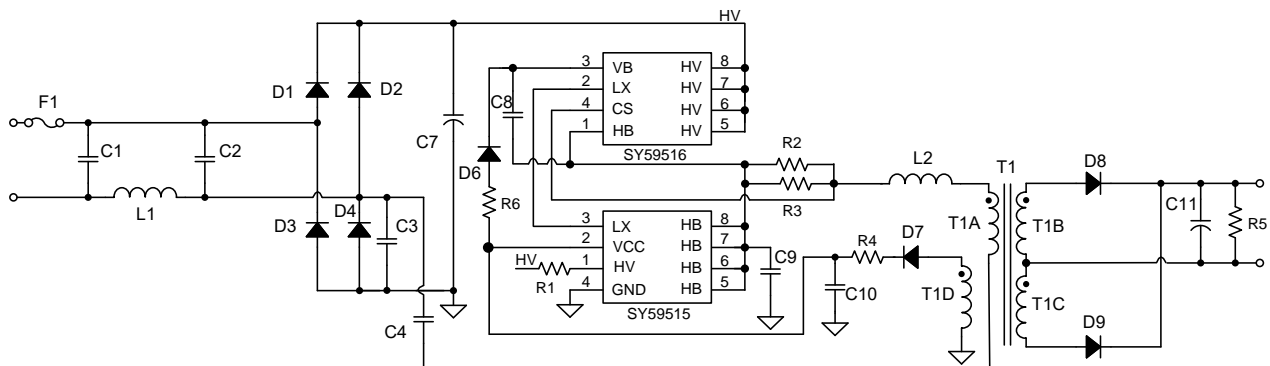 HV
F1
D1
D2
C1
C2
C7
L1
D3
D4
C3
C4
C8
D6
R6
3 VB HV 8
2 LX HV 7
4 CS HV 6
1 HB HV 5
SY59516
R2
R3
L2
T1
D8
3 LX HB 8
2 VCC HB 7
HV 1 HV HB 6
R1 4 GND HB 5
SY59515
C9
R4
D7
C10
T1D
T1A
T1B
T1C
D9
C11
R5